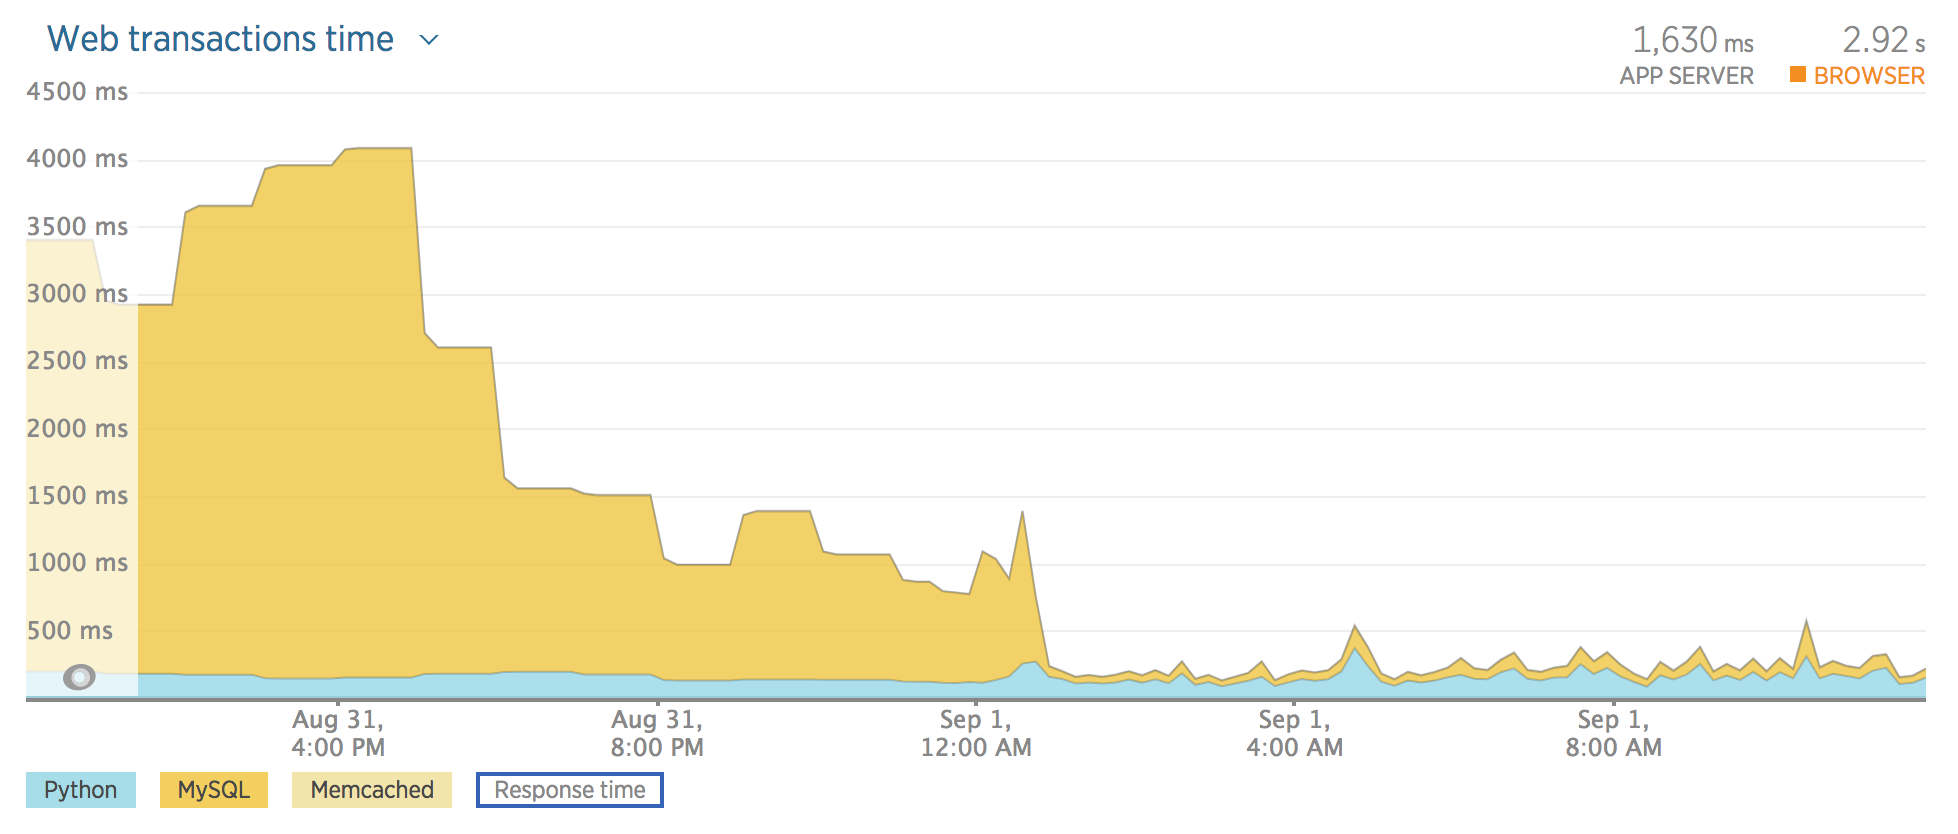 Web transactions time
1,630 ms
APP SERVER
2.92 s
BROWSER
4500 ms
4000 ms
3500 ms
3000 ms
2500 ms
2000 ms
1500 ms
1000 ms
500 ms
Aug 31,
4:00 PM
Aug 31,
8:00 PM
Sep 1,
12:00 AM
Sep 1,
4:00 AM
Sep 1,
8:00 AM
Python
MySQL
Memcached
Response time